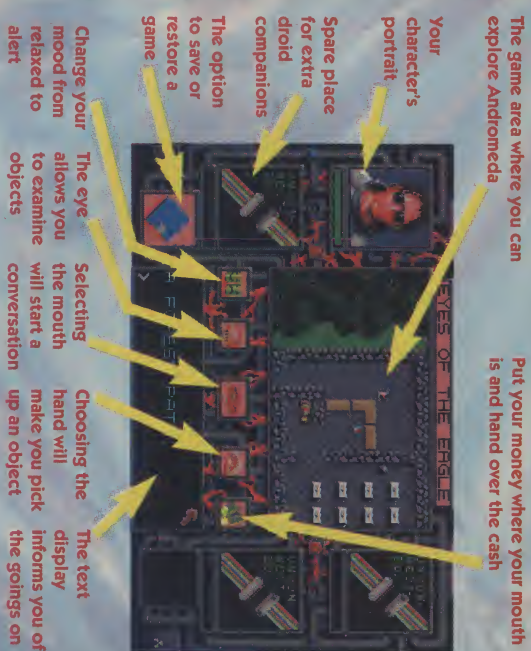 The game area where you can
explore Andromeda
Put your money where your mouth
is and hand over the cash
Your
character's
portrait
Spare place
for extra
droid
companions
The option
to save or
restore a
game
EYES OF THE EAGLE
Change your
mood from
relaxed to
alert
The eye
allows you
to examine
objects
Selecting
the mouth
will start a
conversation
Choosing the
hand will
make you pick
up an object
The text
display
informs you of
the goings on